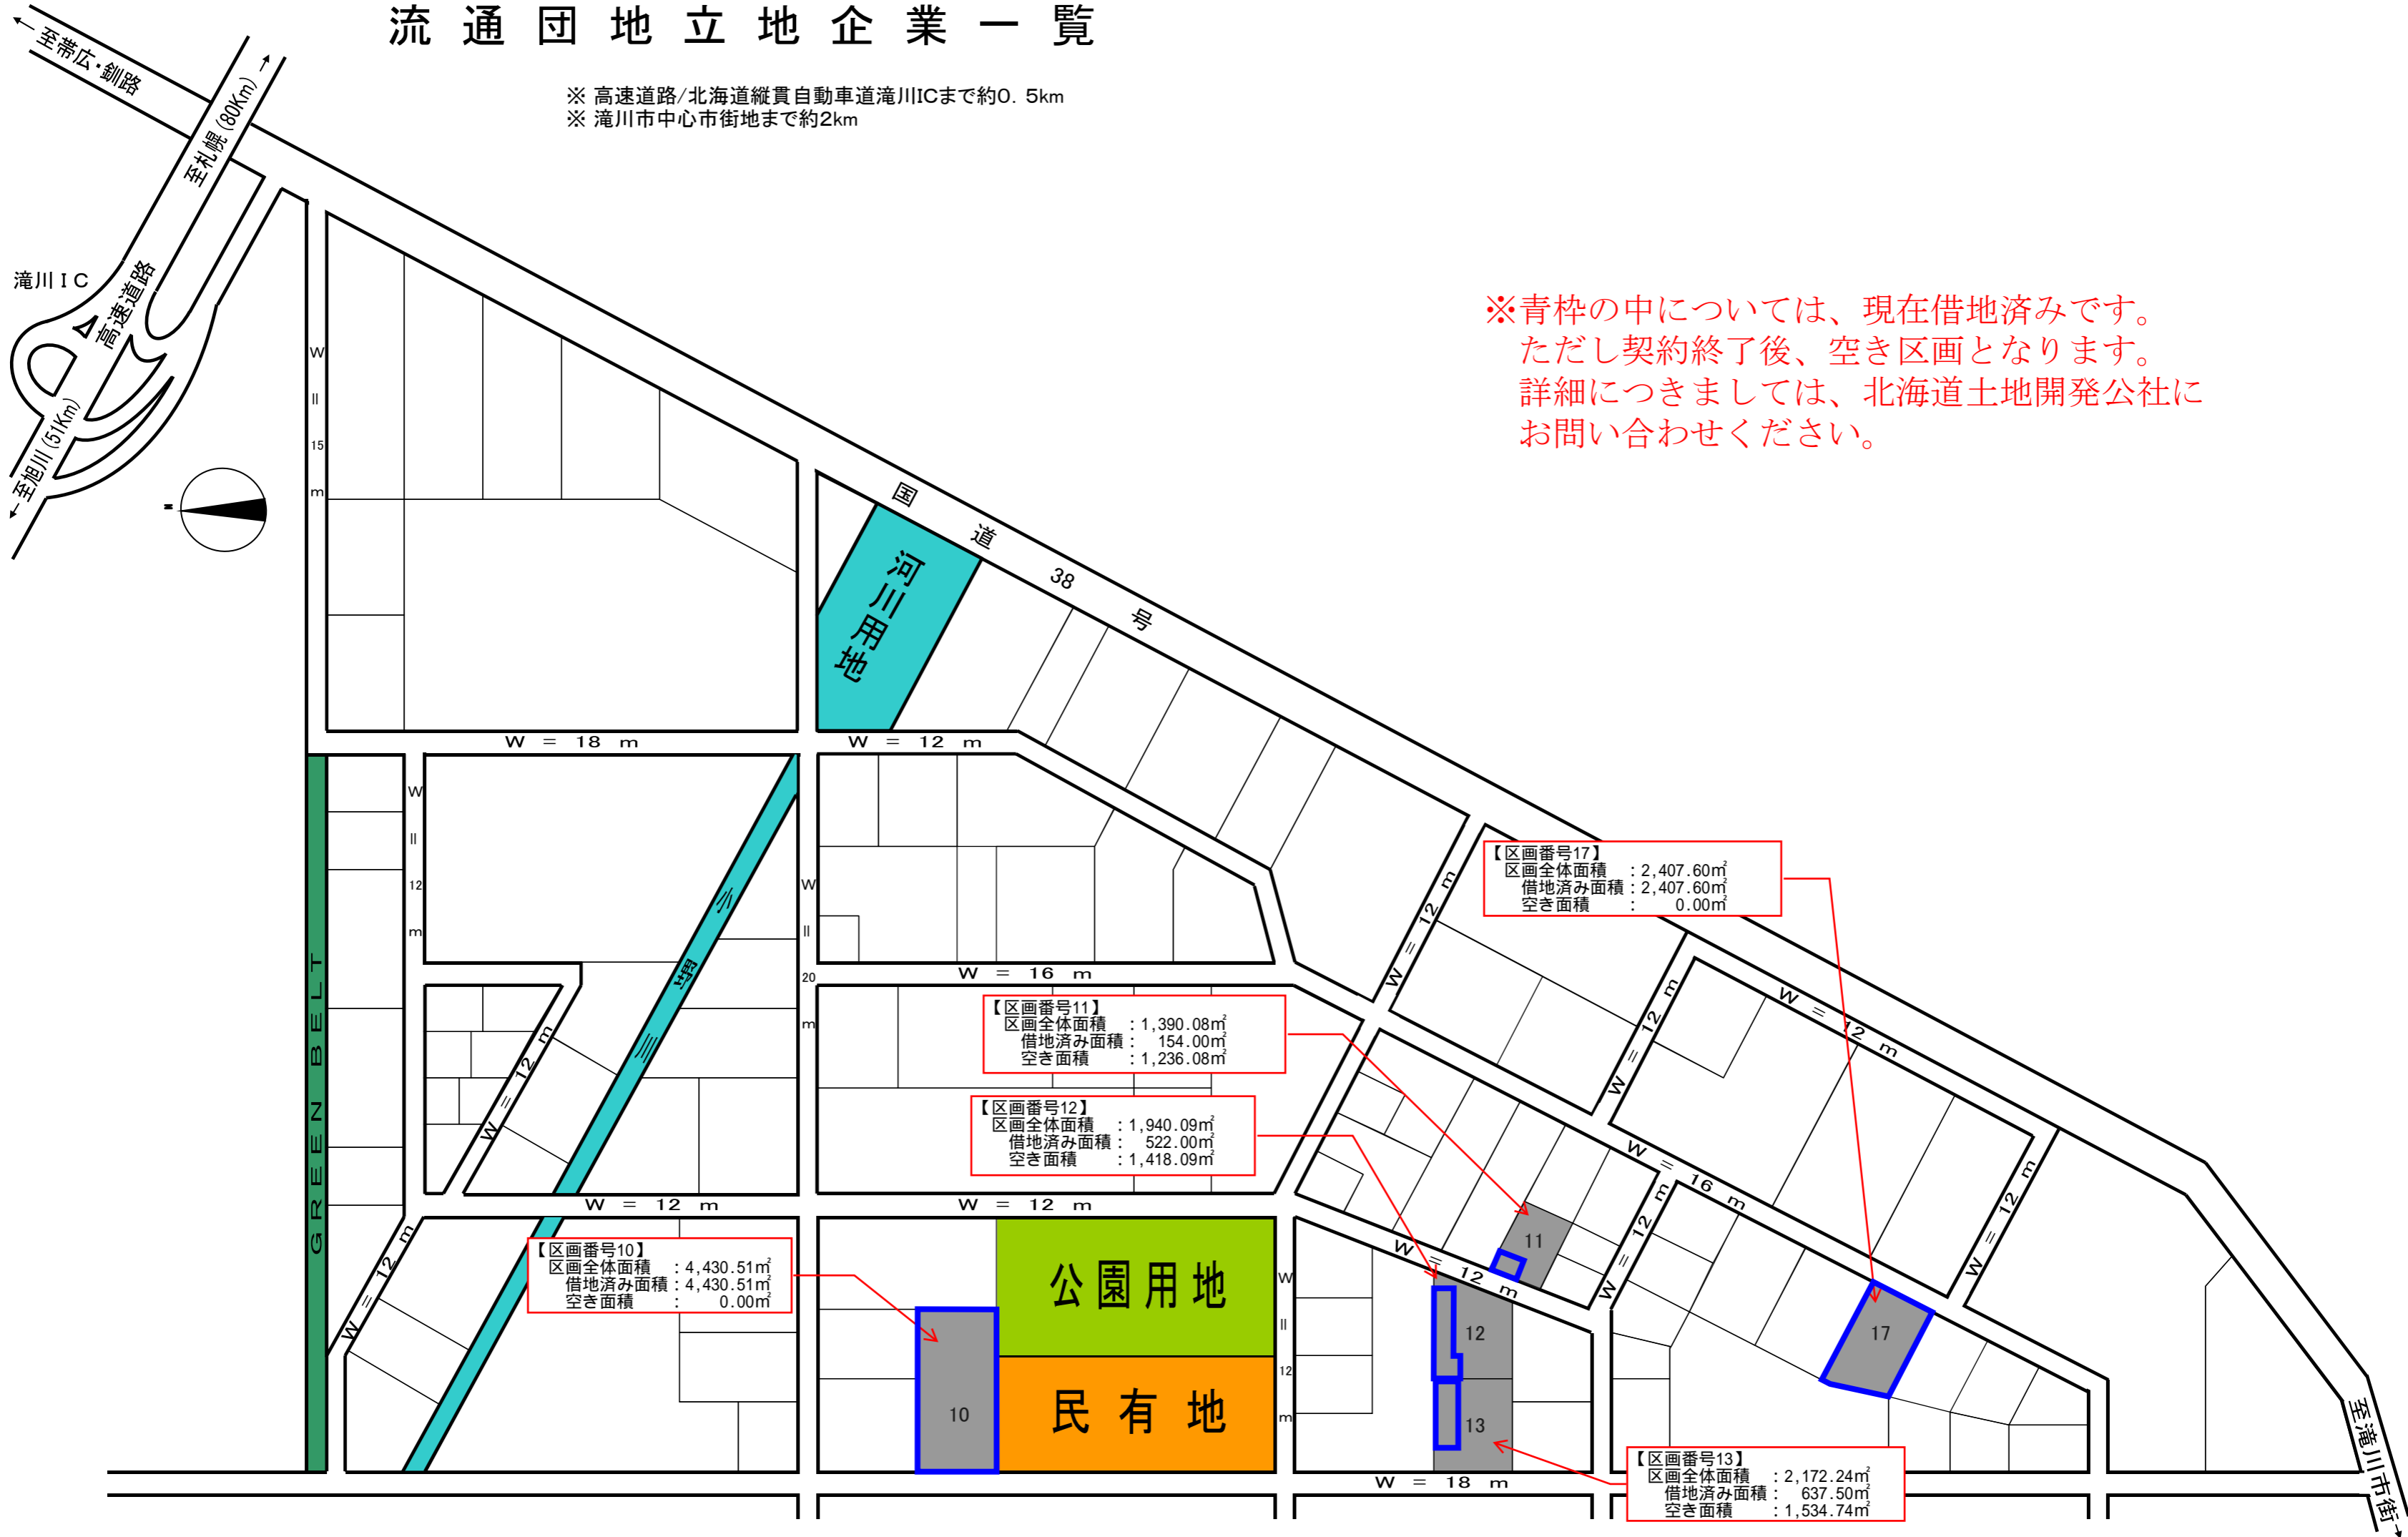 流通団地立地企業一覧
※ 高速道路/北海道縦貫自動車道滝川ICまで約0.5km
※ 滝川市中心市街地まで約2km
←至帯広・釧路
至札幌(80Km)→
滝川IC
高速道路
←至旭川(51Km)
※青枠の中については、現在借地済みです。
ただし契約終了後、空き区画となります。
詳細につきましては、北海道土地開発公社に
お問い合わせください。
W=15m
N
国道38号
河川用地
W = 18 m
W = 12 m
W=12m
W=20m
W = 16 m
W = 12 m
W = 12 m
W = 12 m
【区画番号17】
区画全体面積 :2,407.60㎡
借地済み面積:2,407.60㎡
空き面積 : 0.00㎡
【区画番号11】
区画全体面積 :1,390.08㎡
借地済み面積: 154.00㎡
空き面積 :1,236.08㎡
【区画番号12】
区画全体面積 :1,940.09㎡
借地済み面積: 522.00㎡
空き面積 :1,418.09㎡
GREEN BELT
W = 12 m
W = 12 m
W = 12 m
W = 12 m
W = 16 m
W = 12 m
W = 12 m
W = 12 m
【区画番号10】
区画全体面積 :4,430.51㎡
借地済み面積:4,430.51㎡
空き面積 : 0.00㎡
公園用地
W=12m
W = 12 m
11
12
17
10
民有地
13
W = 18 m
【区画番号13】
区画全体面積 :2,172.24㎡
借地済み面積: 637.50㎡
空き面積 :1,534.74㎡
至滝川市街→